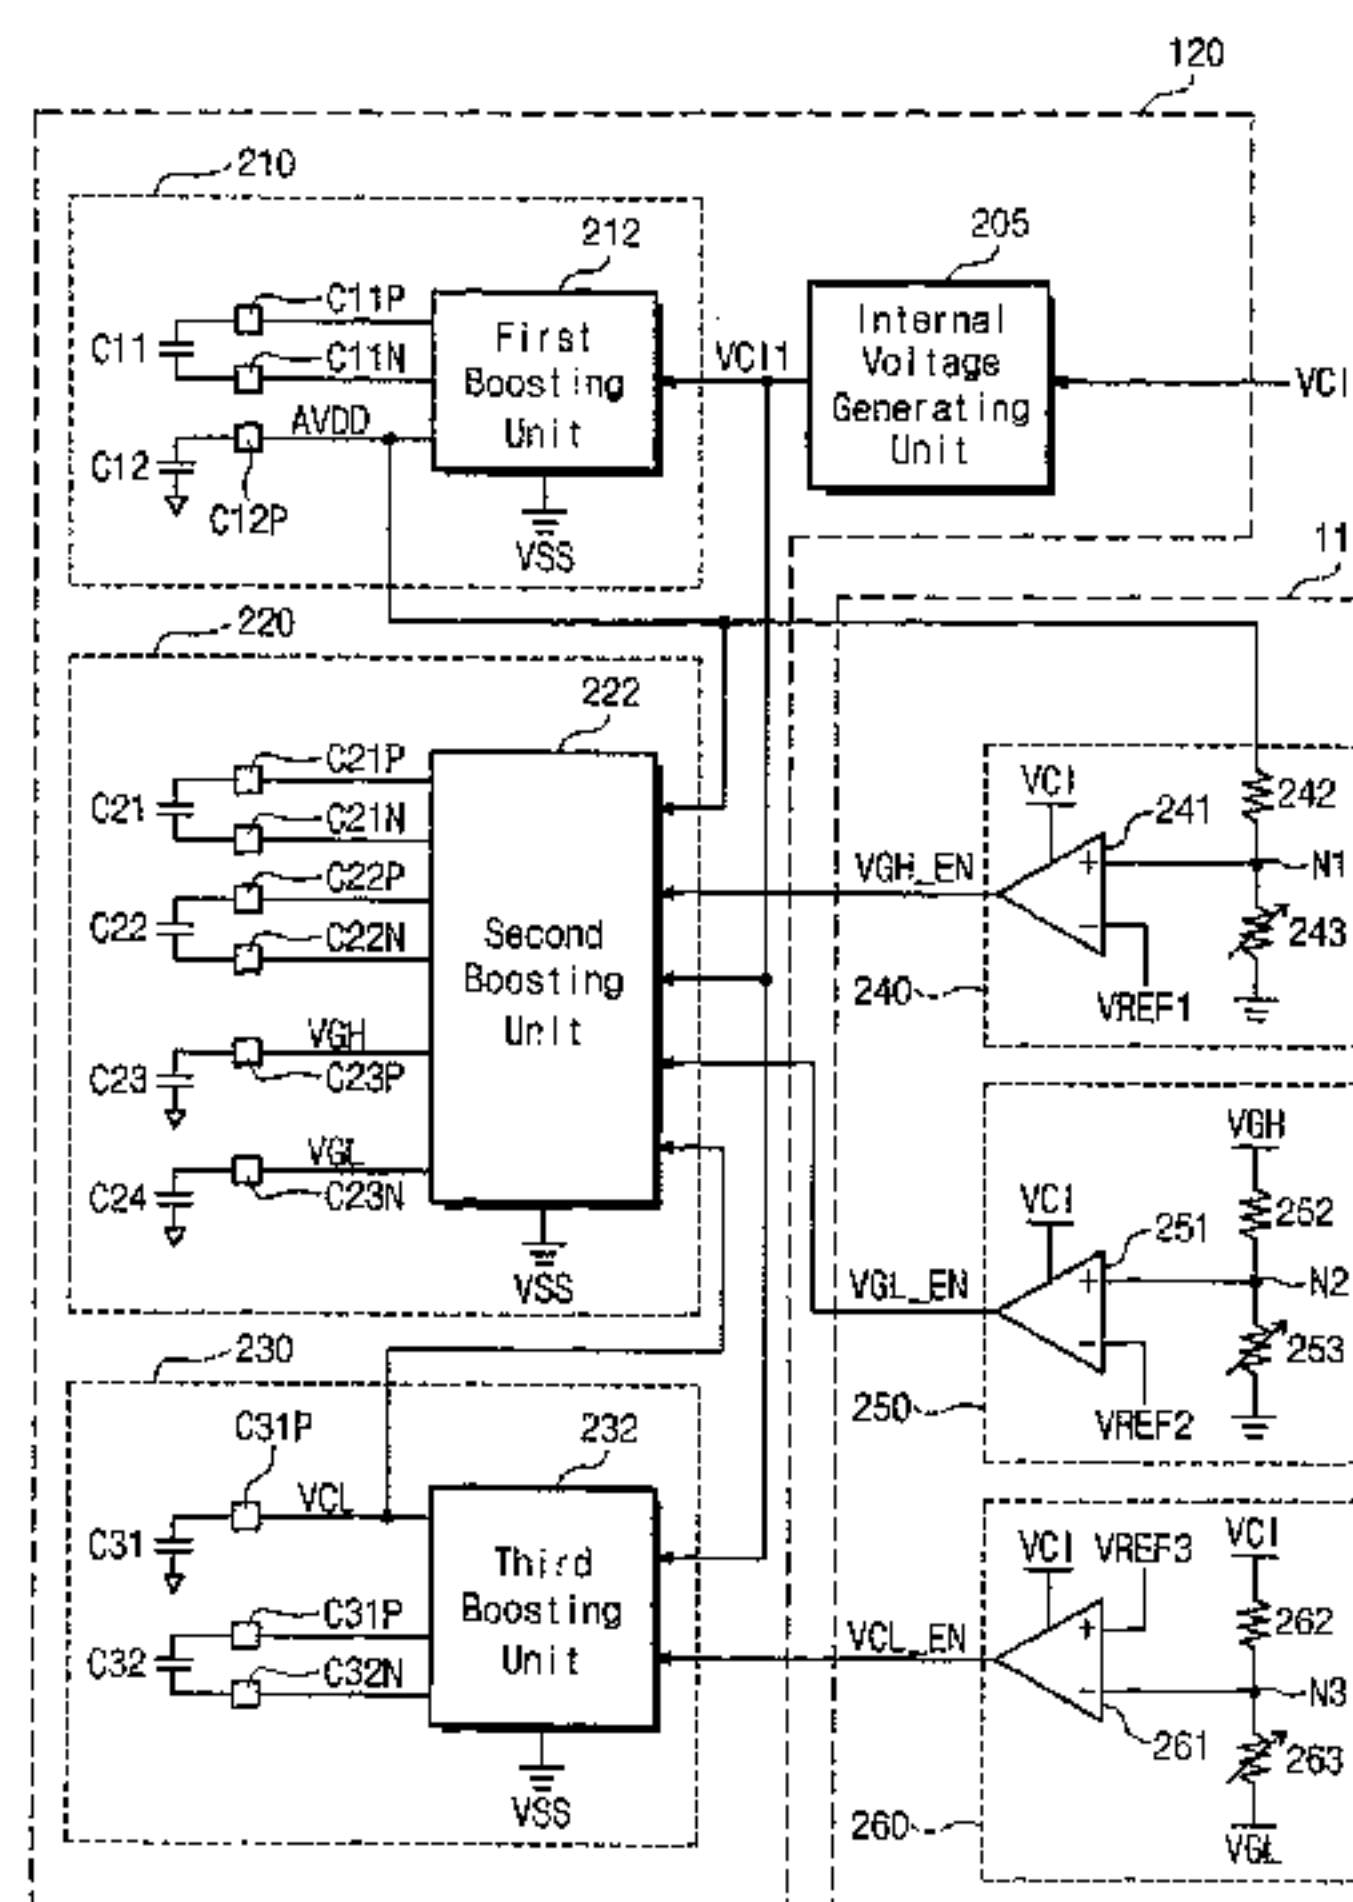 120
210
212
205
C11P
C11
C11N
AVDD
C12
C12P
First
Boosting
Unit
VSS
VCI1
Internal
Voltage
Generating
Unit
VCI
11
220
222
C21P
C21
C21N
C22P
C22
C22N
VGH
C23
C23P
VGL
C24
C23N
Second
Boosting
Unit
VSS
VGH_EN
VCI
241
242
+
N1
-
243
240
VREF1
VGH
VCI
251
252
VGL_EN
+
N2
-
253
250
VREF2
230
232
C31P
VCL
C31
C31P
C32
C32N
Third
Boosting
Unit
VSS
VCI
VREF3
VCI
262
VCL_EN
+
-
N3
261
263
260
VGL